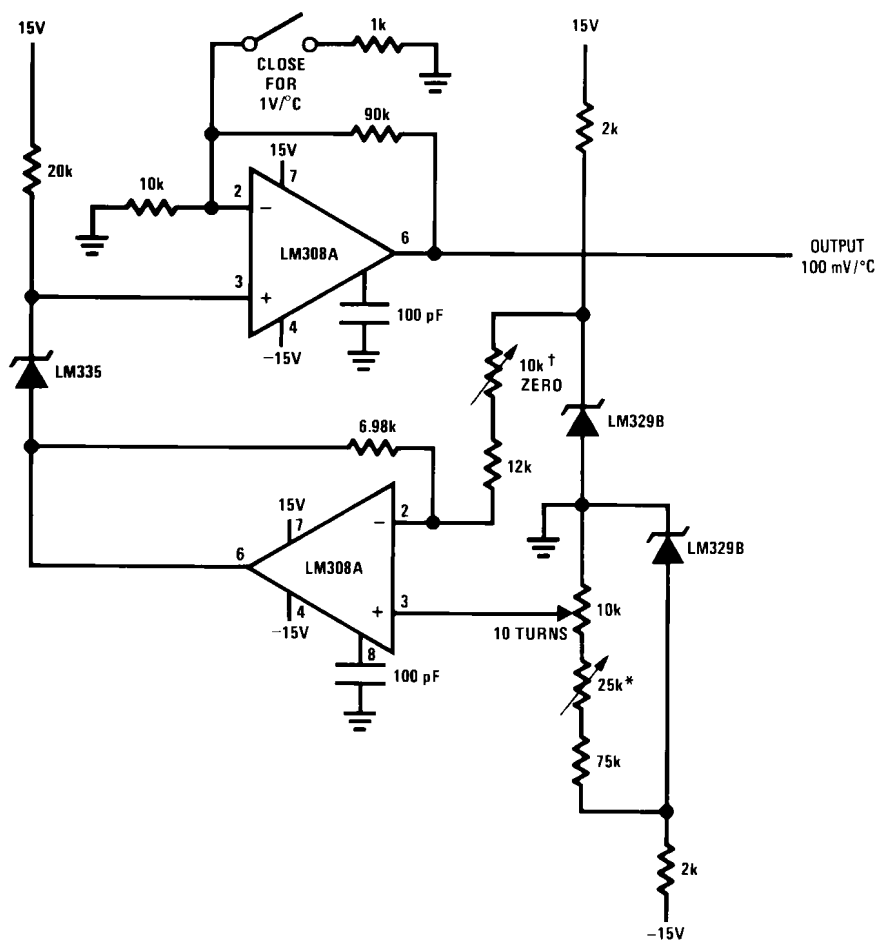 15V
1k
15V
CLOSE
FOR
1V/°C
90k
2k
20k
15V
7
10k
2
−
6
OUTPUT
100 mV/°C
LM308A
3
+
100 pF
4
−15V
10k†
ZERO
LM335
LM329B
6.98k
12k
15V
7
−
2
LM329B
6
LM308A
+
3
10k
4
−15V
10 TURNS
8
100 pF
25k*
75k
2k
−15V